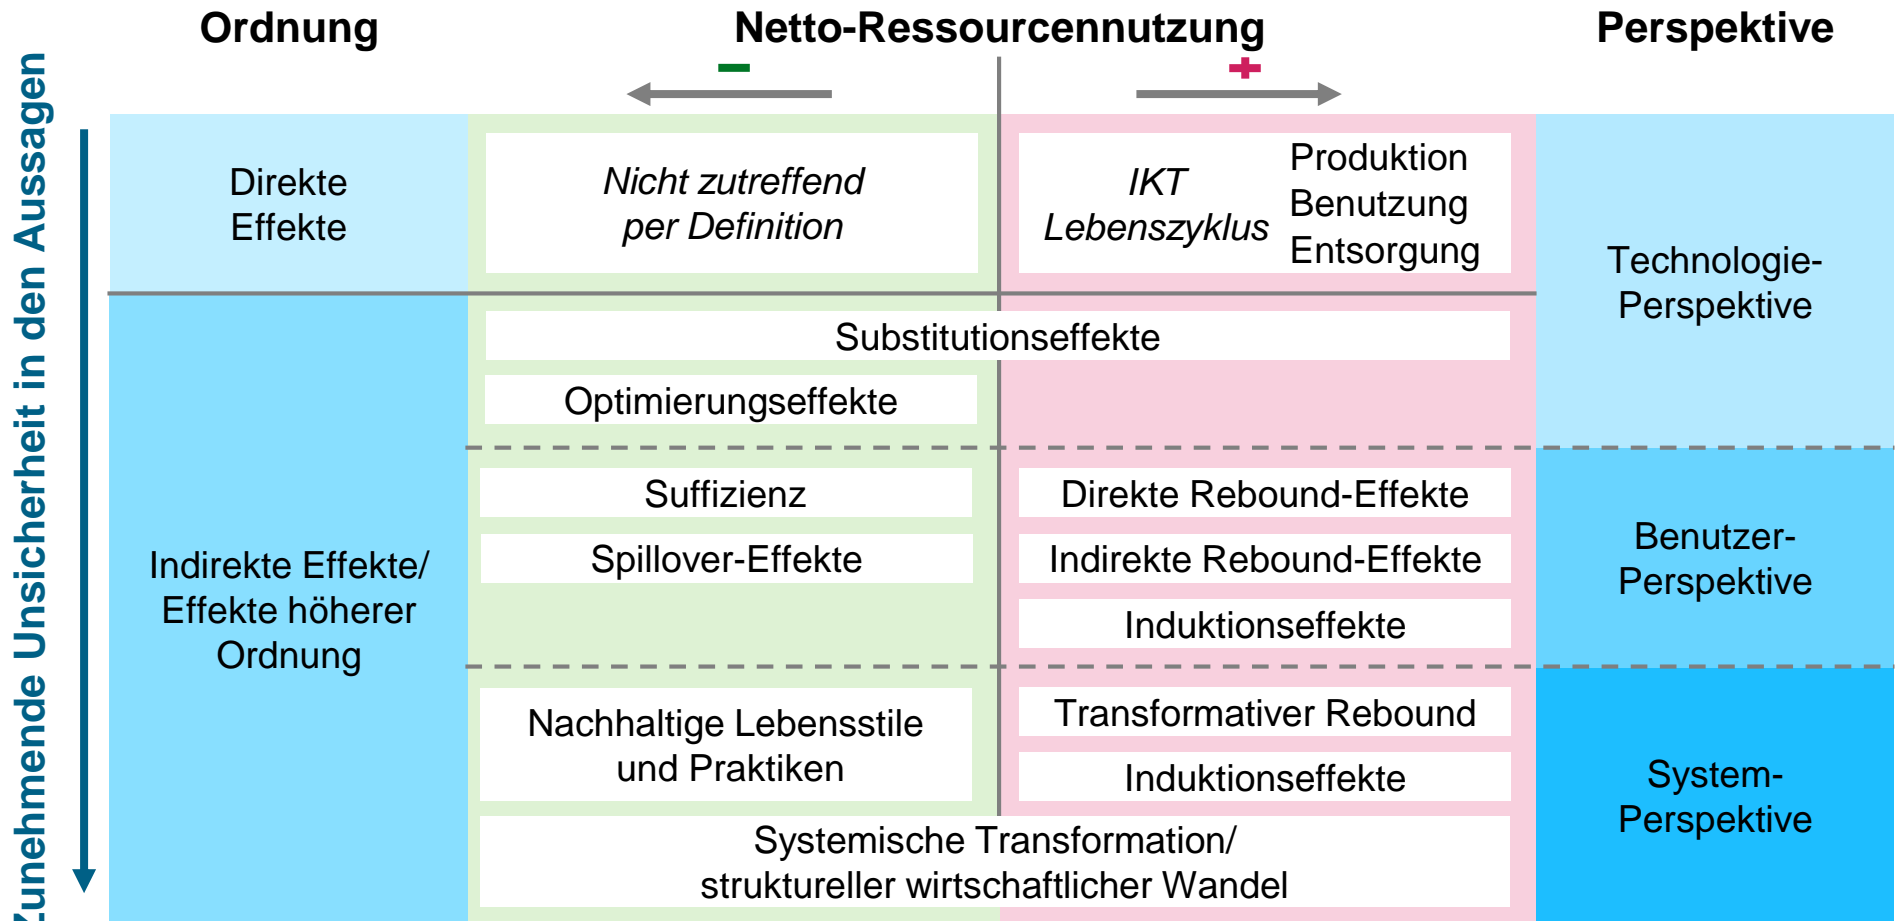 Ordnung
Netto-Ressourcennutzung
Perspektive
−
+
Zunehmende Unsicherheit in den Aussagen
Direkte
Effekte
Nicht zutreffend
per Definition
IKT
Lebenszyklus
Produktion
Benutzung
Entsorgung
Technologie-
Perspektive
Substitutionseffekte
Optimierungseffekte
Indirekte Effekte/
Effekte höherer
Ordnung
Suffizienz
Direkte Rebound-Effekte
Spillover-Effekte
Indirekte Rebound-Effekte
Induktionseffekte
Benutzer-
Perspektive
Nachhaltige Lebensstile
und Praktiken
Transformativer Rebound
Induktionseffekte
System-
Perspektive
Systemische Transformation/
struktureller wirtschaftlicher Wandel